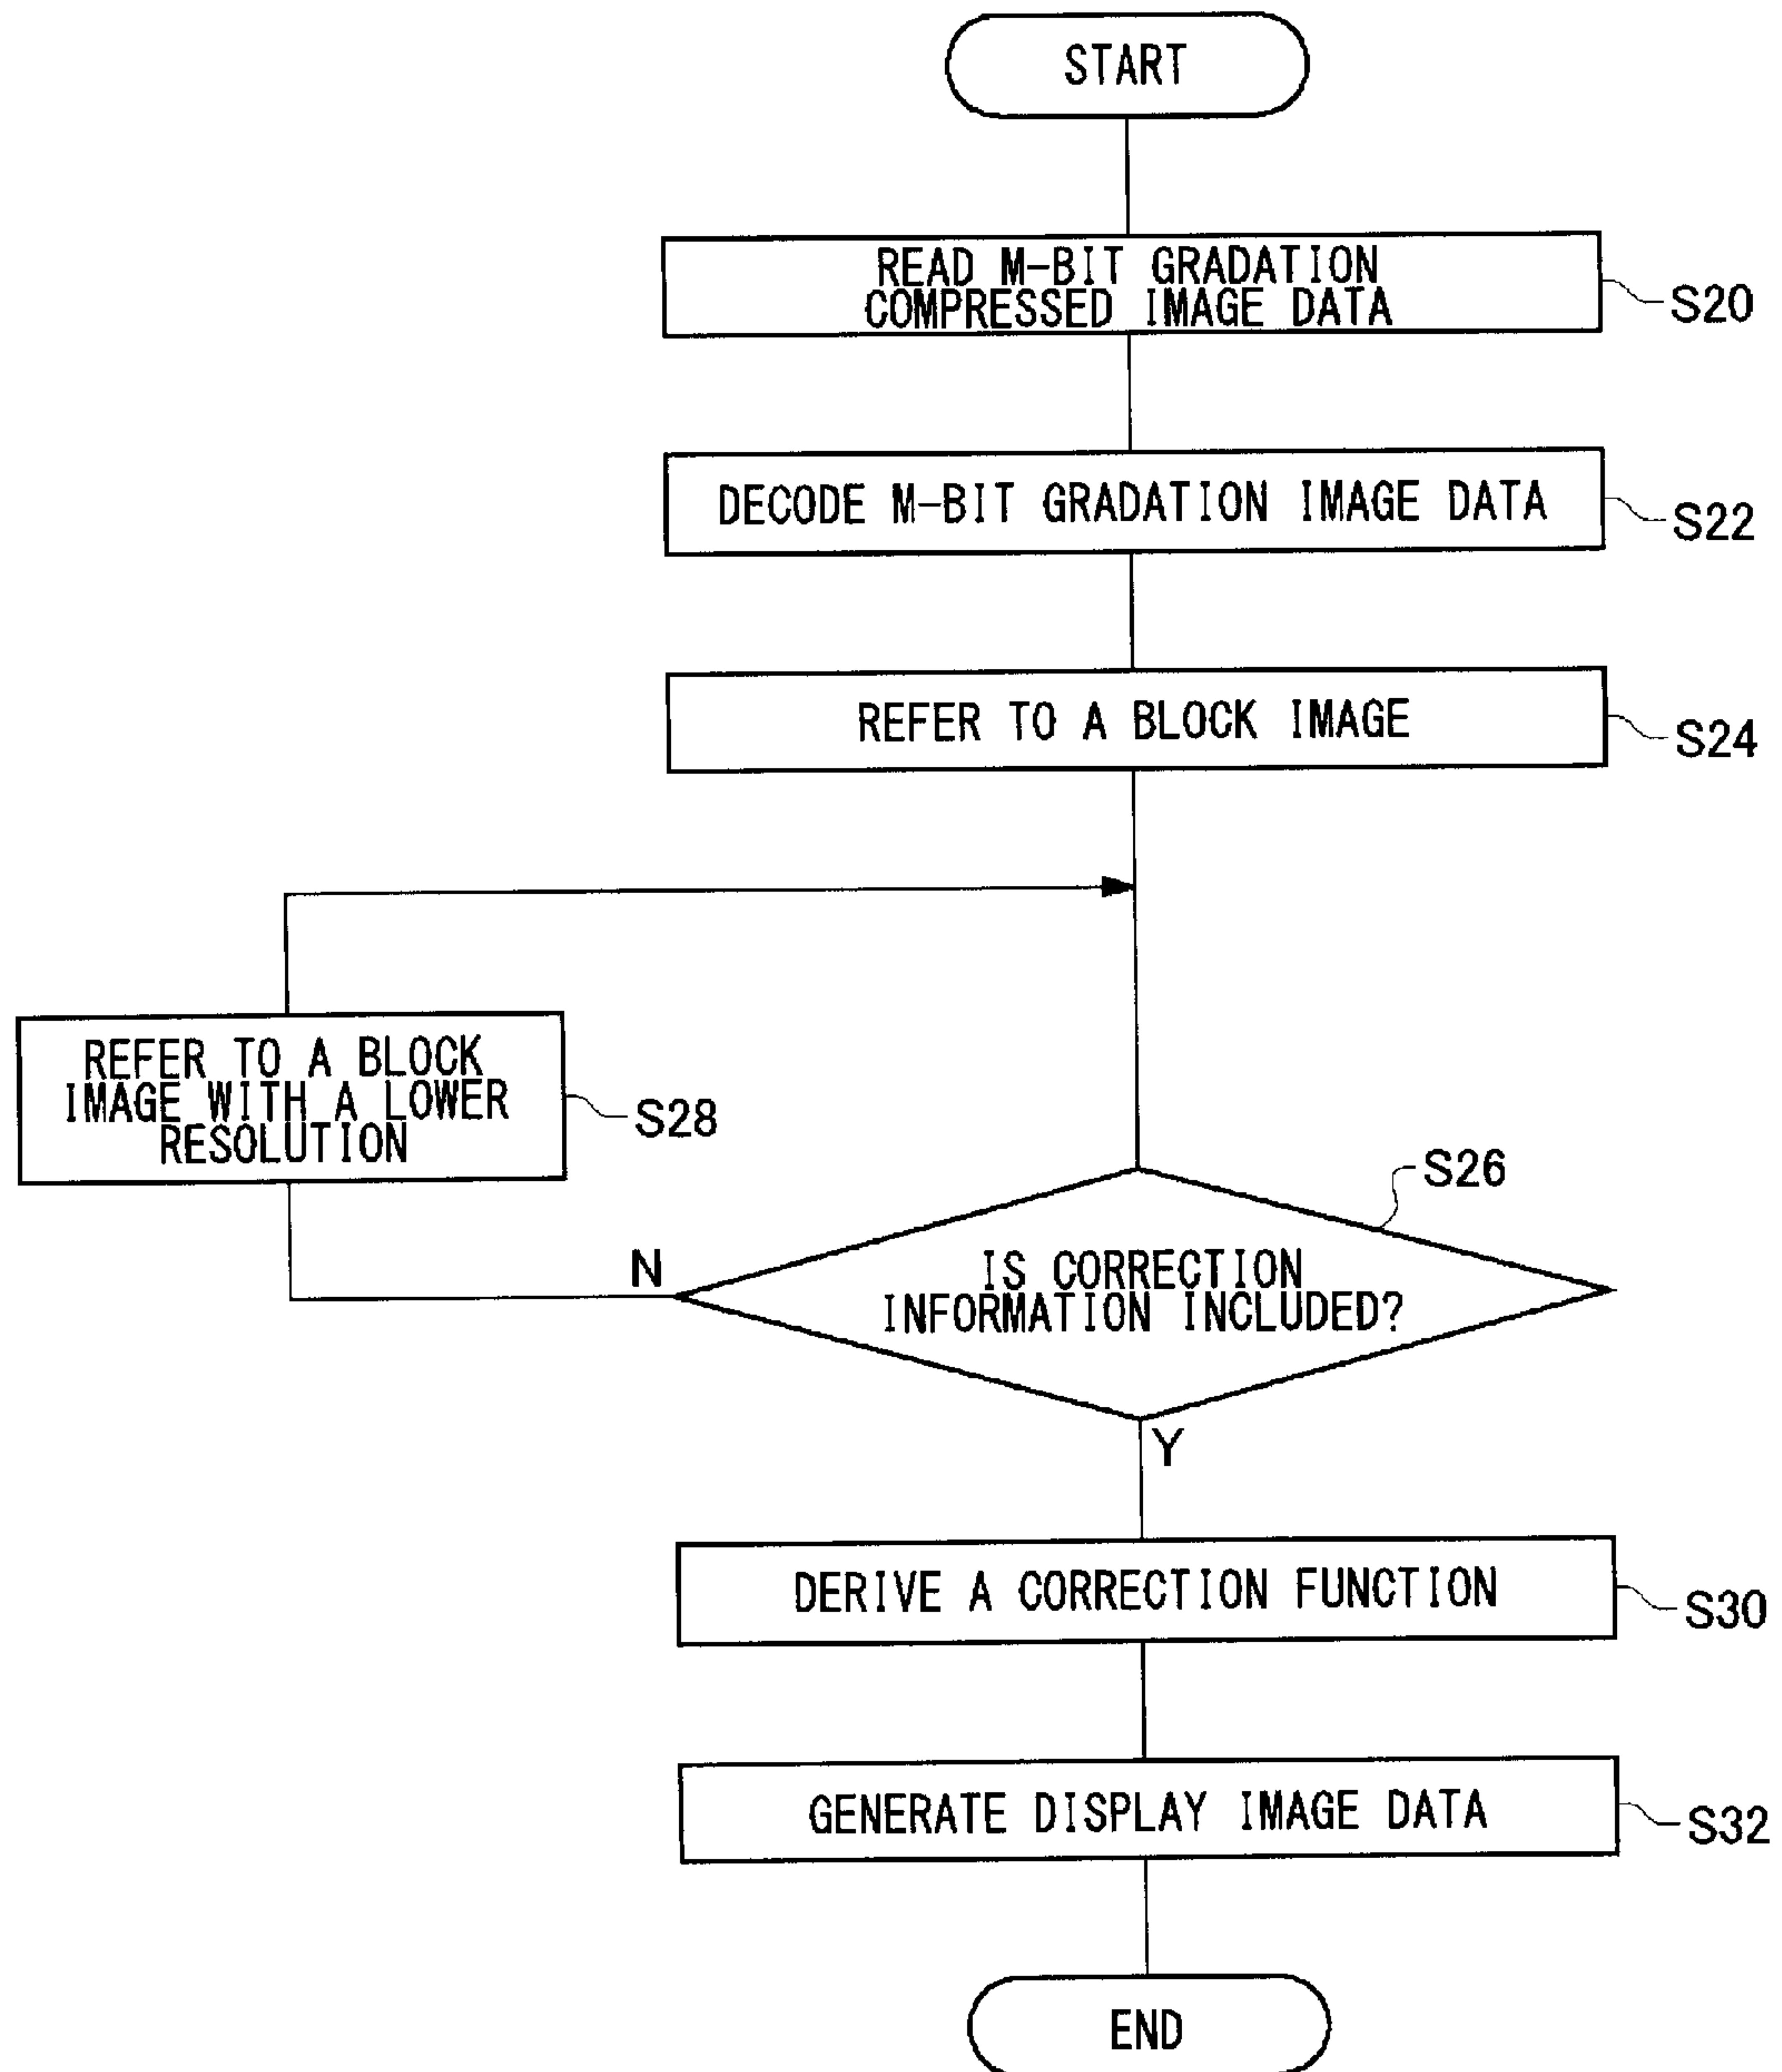 START
READ M-BIT GRADATION
COMPRESSED IMAGE DATA
S20
DECODE M-BIT GRADATION IMAGE DATA
S22
REFER TO A BLOCK IMAGE
S24
REFER TO A BLOCK
IMAGE WITH A LOWER
RESOLUTION
S28
S26
N
IS CORRECTION
INFORMATION INCLUDED?
Y
DERIVE A CORRECTION FUNCTION
S30
GENERATE DISPLAY IMAGE DATA
S32
END